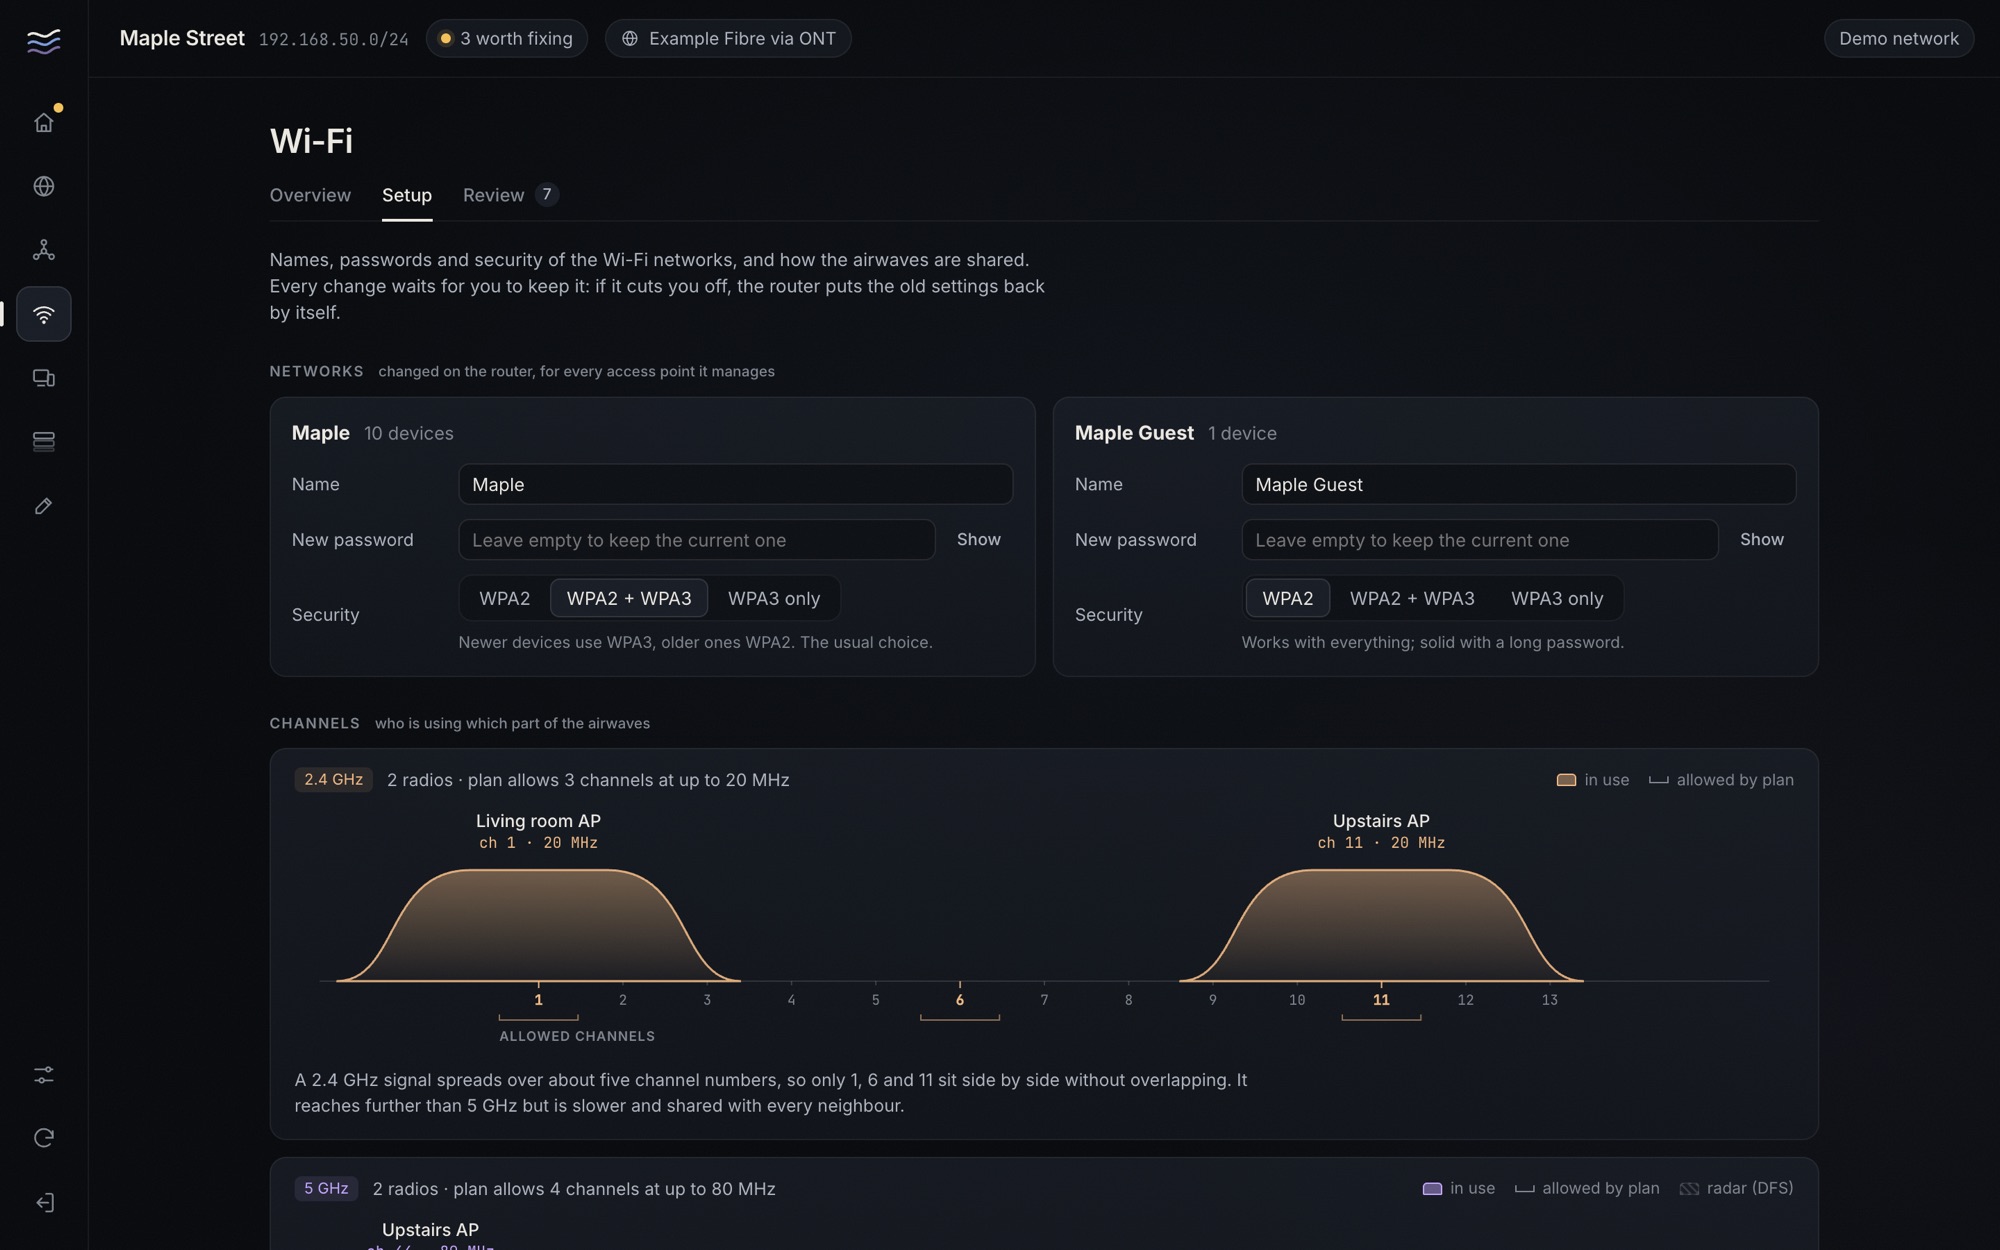 Maple Street 192.168.50.0/24 3 worth fixing Example Fibre via ONT Demo network
Wi-Fi
Overview Setup Review 7
Names, passwords and security of the Wi-Fi networks, and how the airwaves are shared.
Every change waits for you to keep it: if it cuts you off, the router puts the old settings back
by itself.
NETWORKS changed on the router, for every access point it manages
Maple 10 devices
Name Maple
New password Leave empty to keep the current one Show
Security WPA2 WPA2 + WPA3 WPA3 only
Newer devices use WPA3, older ones WPA2. The usual choice.
Maple Guest 1 device
Name Maple Guest
New password Leave empty to keep the current one Show
Security WPA2 WPA2 + WPA3 WPA3 only
Works with everything; solid with a long password.
CHANNELS who is using which part of the airwaves
2.4 GHz 2 radios · plan allows 3 channels at up to 20 MHz in use allowed by plan
Living room AP Upstairs AP
ch 1 · 20 MHz ch 11 · 20 MHz
1 2 3 4 5 6 7 8 9 10 11 12 13
ALLOWED CHANNELS
A 2.4 GHz signal spreads over about five channel numbers, so only 1, 6 and 11 sit side by side without overlapping. It
reaches further than 5 GHz but is slower and shared with every neighbour.
5 GHz 2 radios · plan allows 4 channels at up to 80 MHz in use allowed by plan radar (DFS)
Upstairs AP